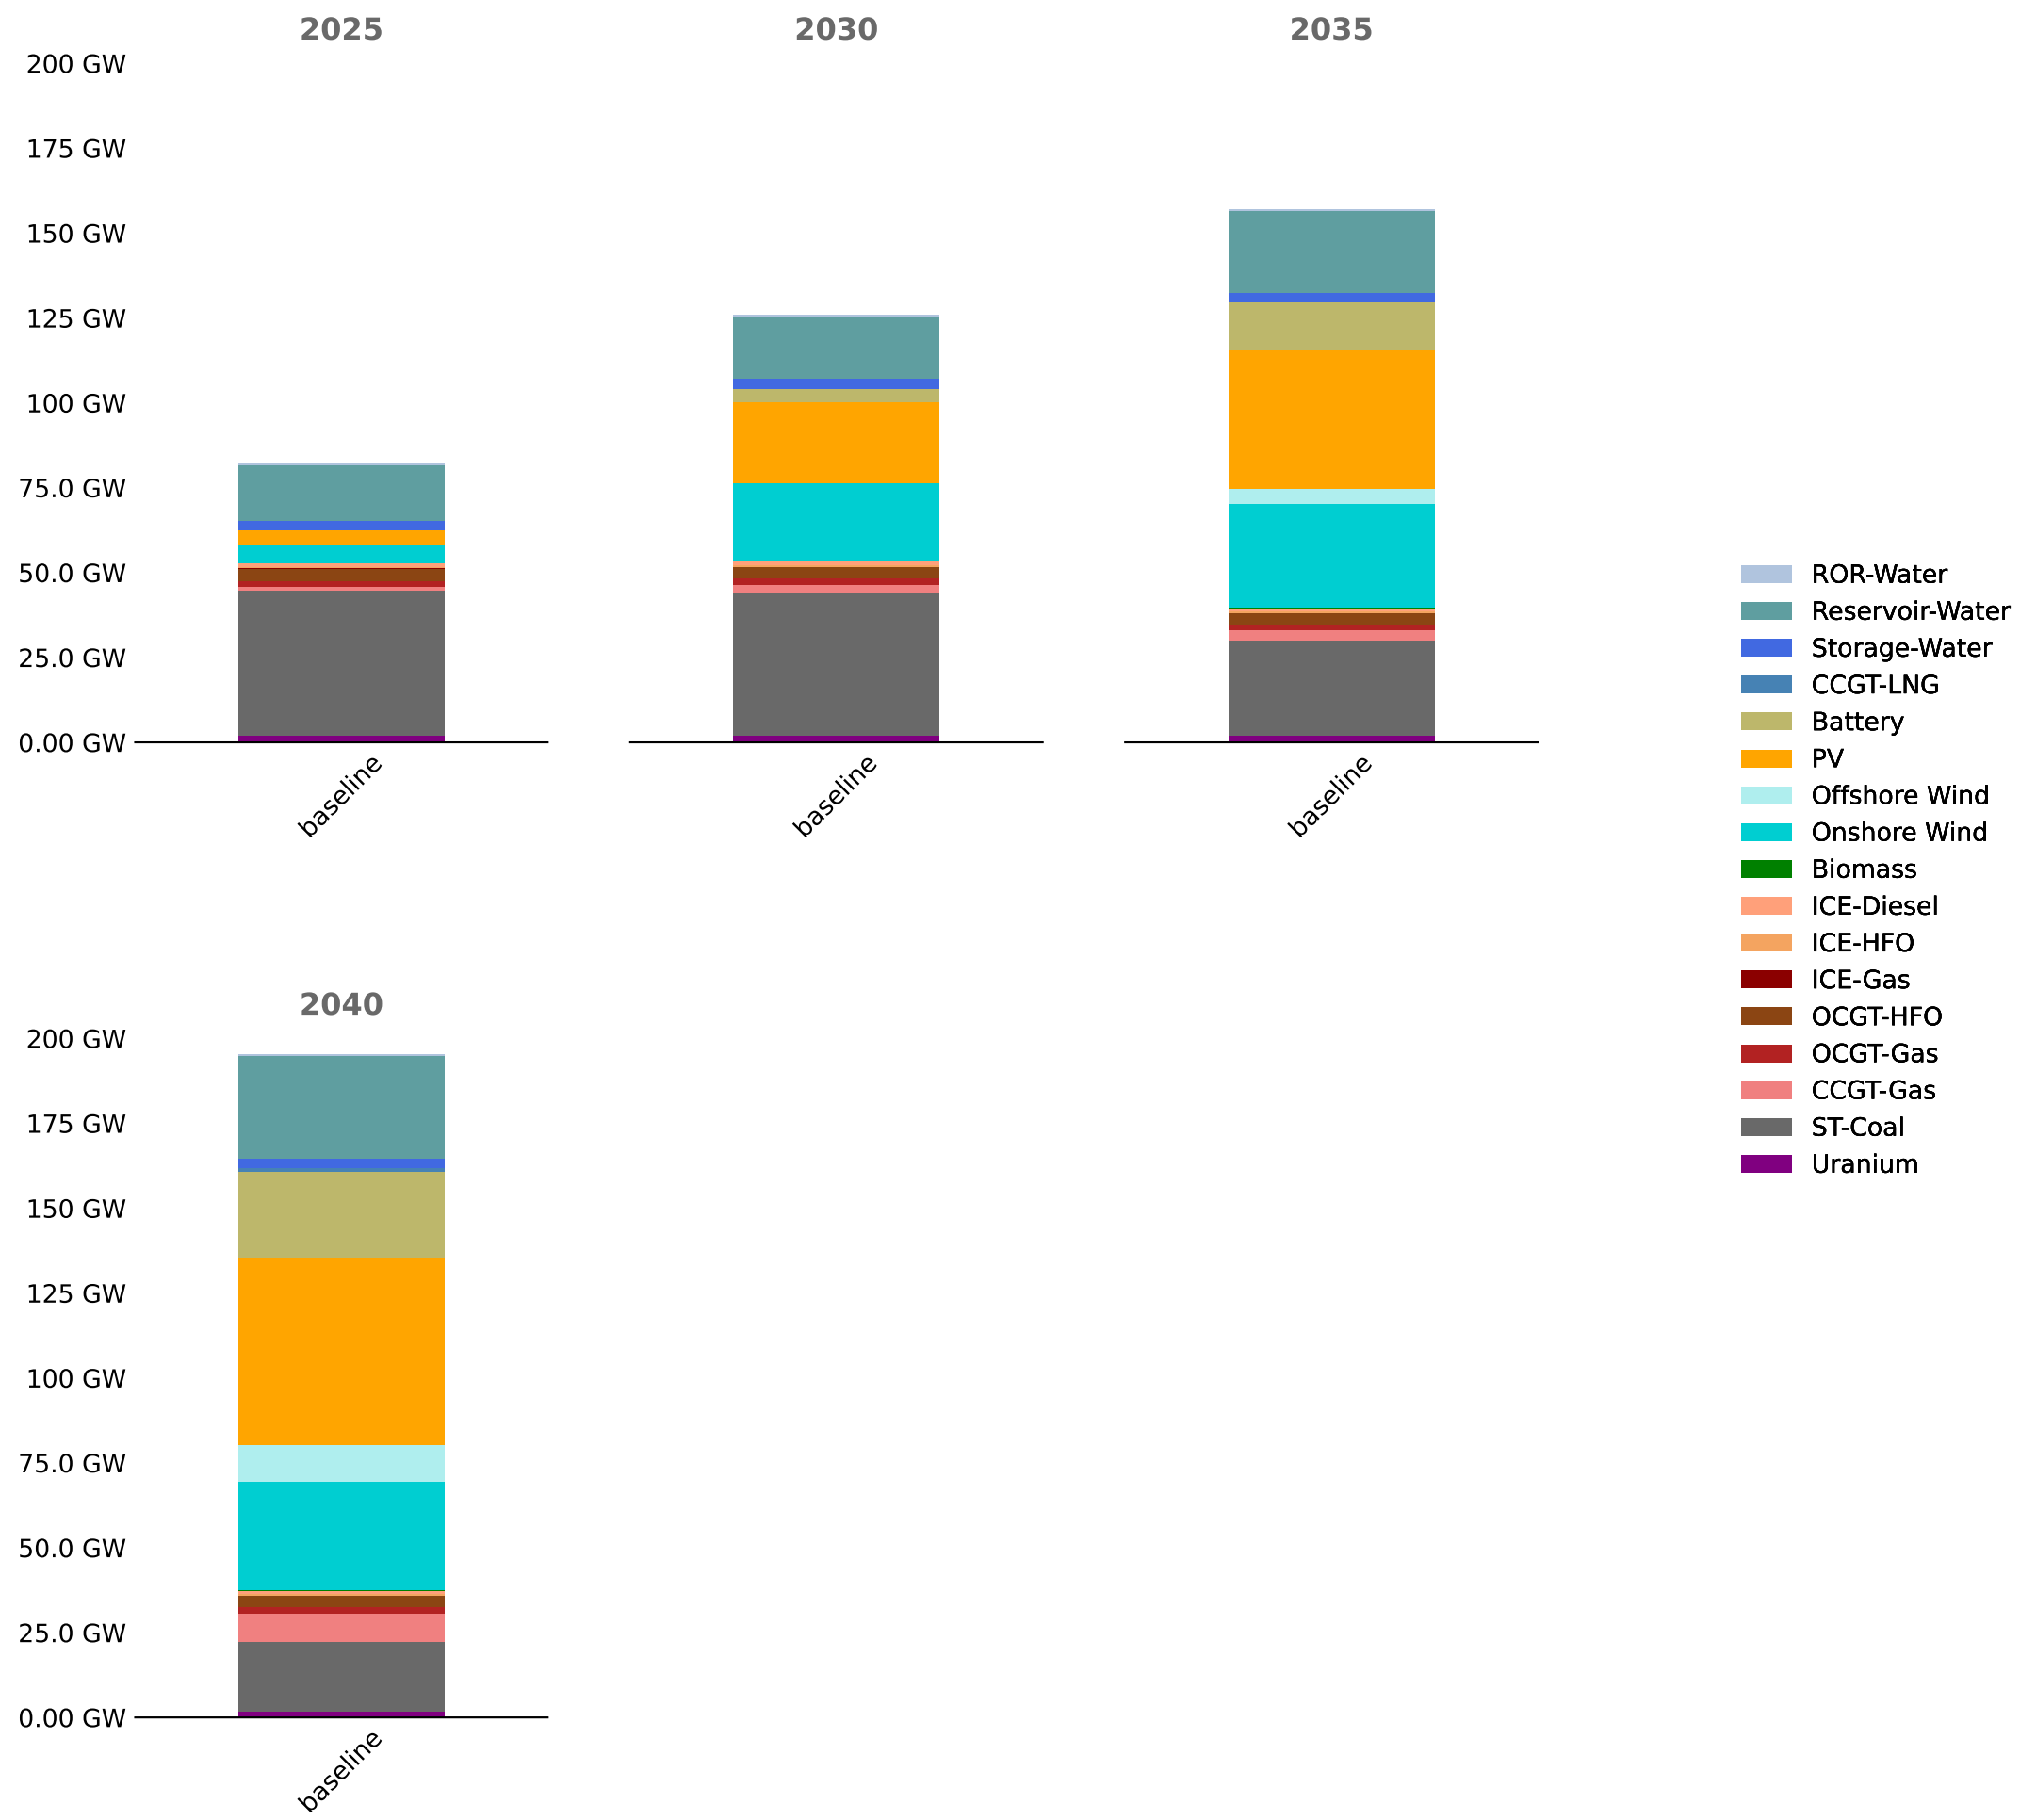 2025
2030
2035
200 GW
175 GW
150 GW
125 GW
100 GW
75.0 GW
50.0 GW
25.0 GW
0.00 GW
baseline
baseline
baseline
2040
200 GW
175 GW
150 GW
125 GW
100 GW
75.0 GW
50.0 GW
25.0 GW
0.00 GW
baseline
ROR-Water
Reservoir-Water
Storage-Water
CCGT-LNG
Battery
PV
Offshore Wind
Onshore Wind
Biomass
ICE-Diesel
ICE-HFO
ICE-Gas
OCGT-HFO
OCGT-Gas
CCGT-Gas
ST-Coal
Uranium